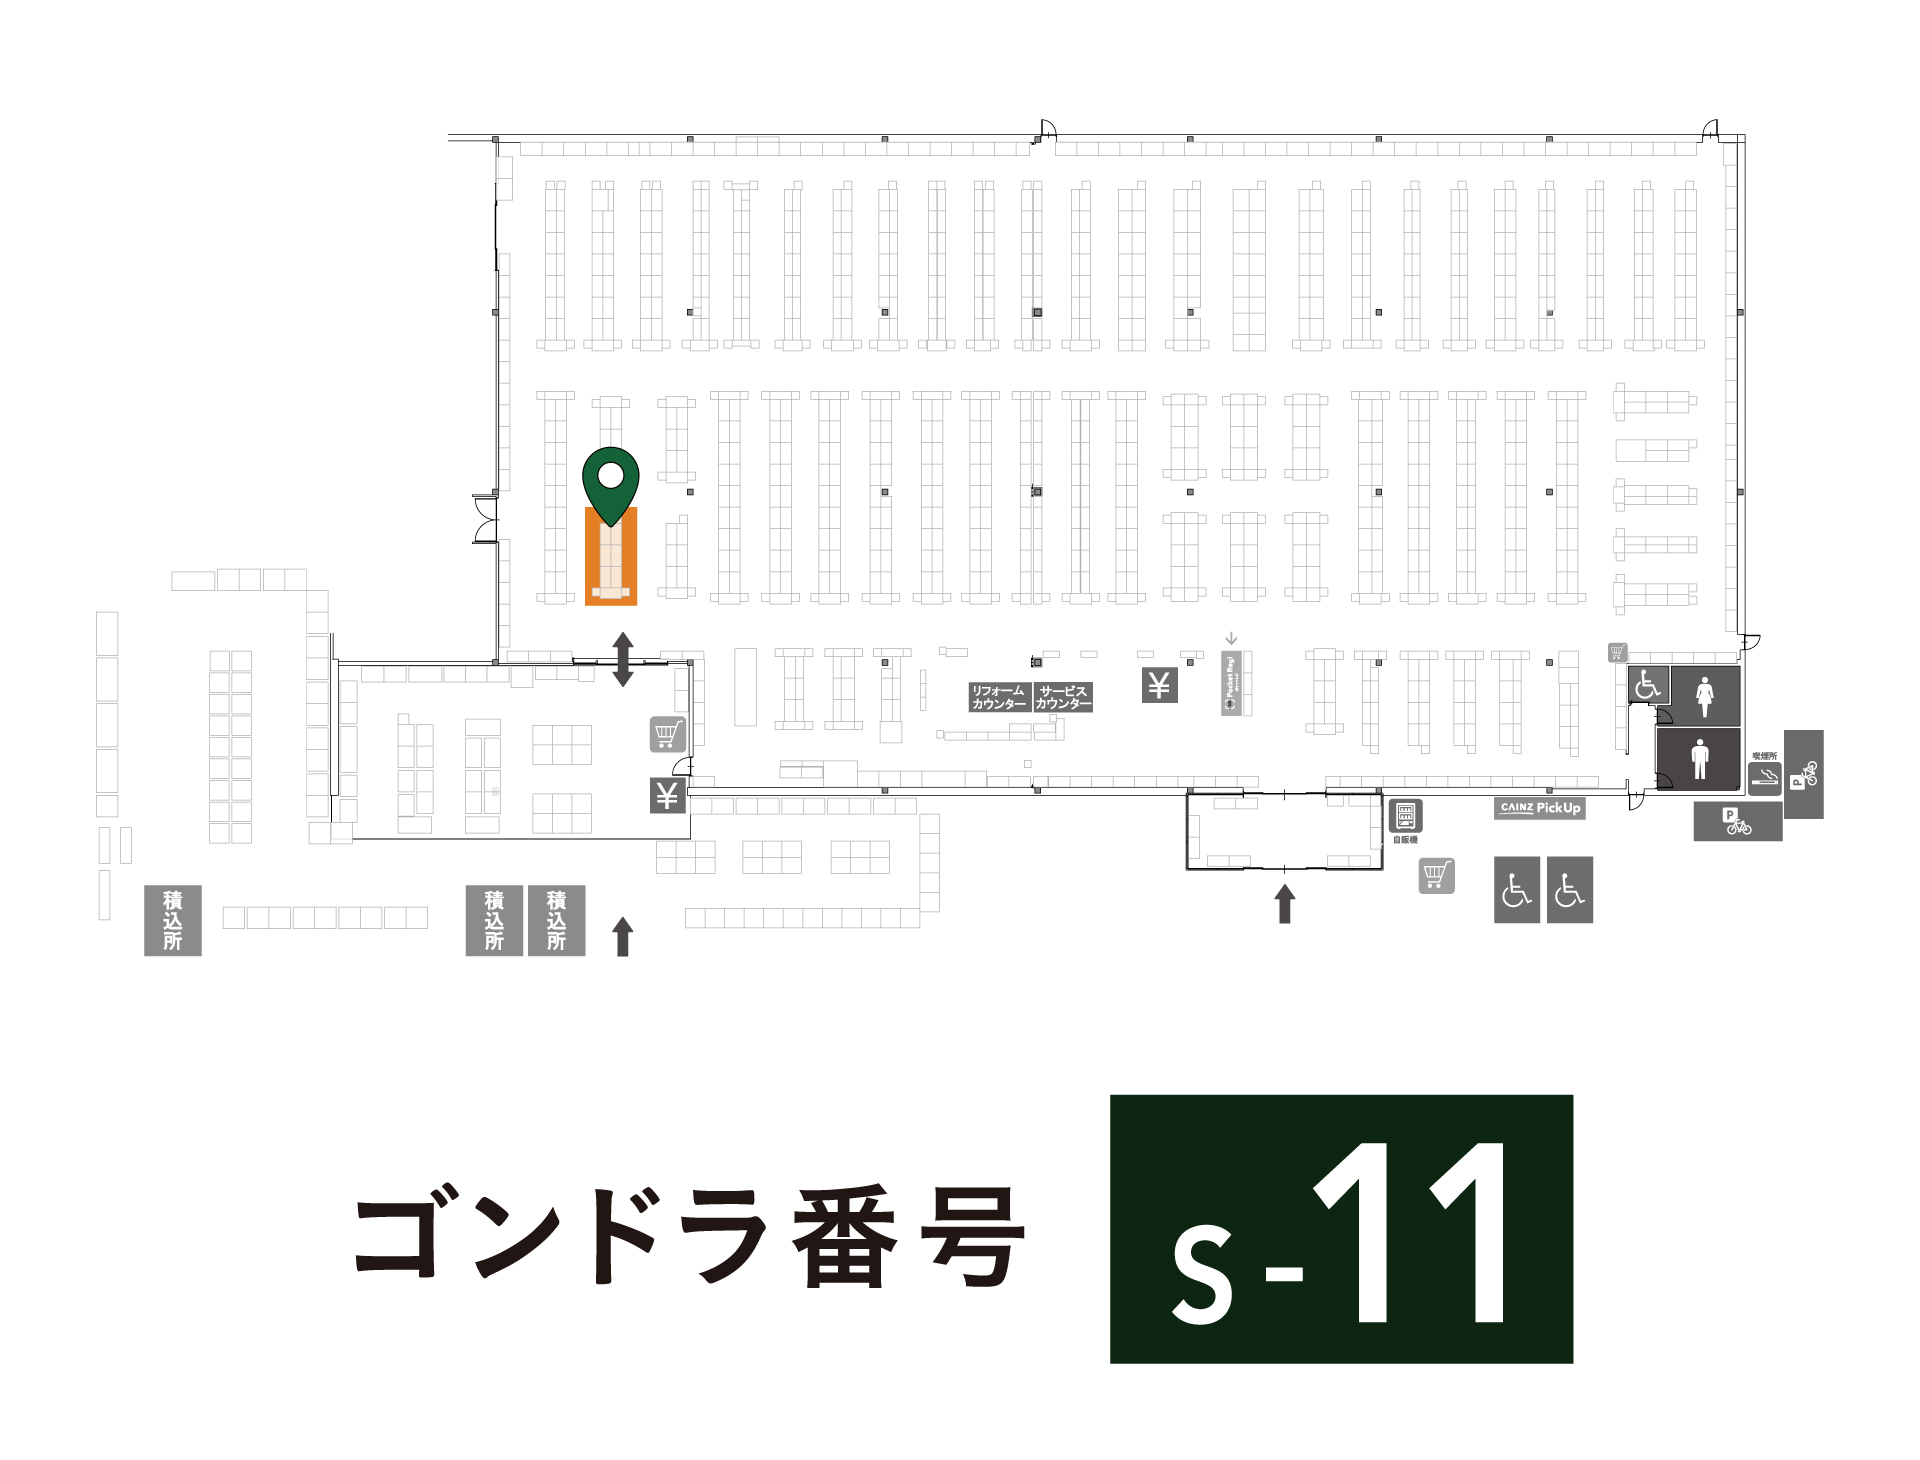 リフォーム
カウンター
サービス
カウンター
¥
Pocket Regi
¥
喫煙所
P
P
CAINZ PickUp
自販機
積込所
積込所
積込所
ゴンドラ番号
S-11